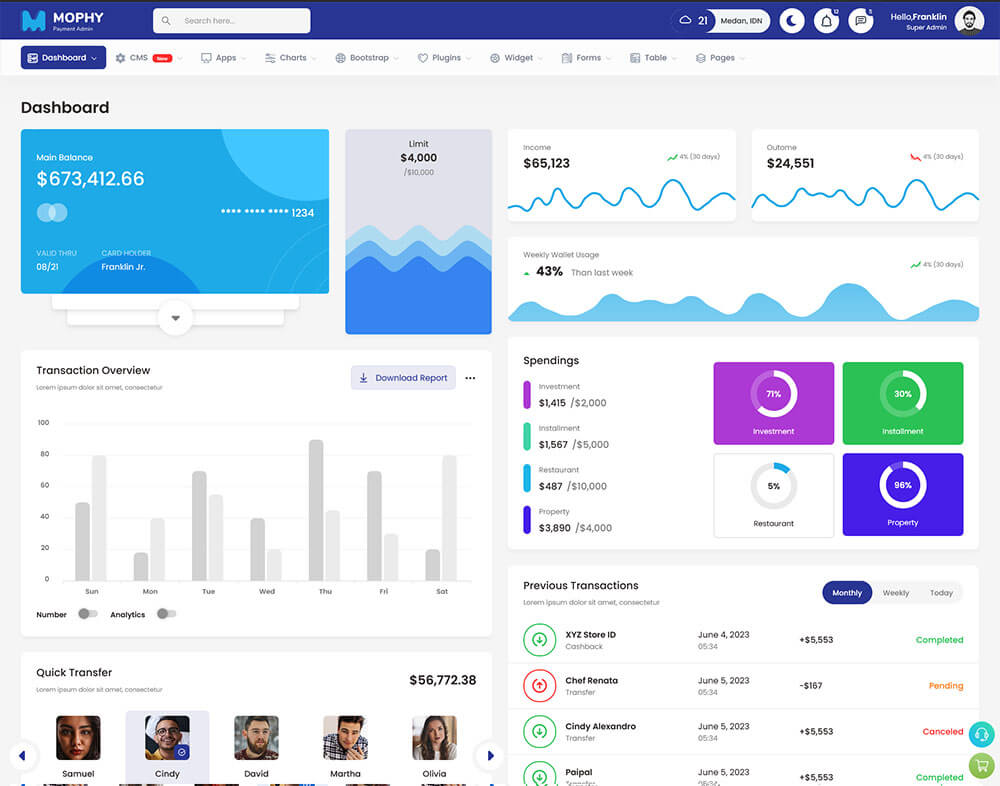 MOPHY
Payment Admin
Search here...
21
Medan, IDN
12
5
Hello,Franklin
Super Admin
Dashboard
CMS
New
Apps
Charts
Bootstrap
Plugins
Widget
Forms
Table
Pages
Dashboard
Main Balance
$673,412.66
•••• •••• •••• 1234
VALID THRU
CARD HOLDER
08/21
Franklin Jr.
Limit
$4,000
/$10,000
Income
$65,123
4% (30 days)
Outome
$24,551
4% (30 days)
Weekly Wallet Usage
43% Than last week
4% (30 days)
Transaction Overview
Lorem ipsum dolor sit amet, consectetur
Download Report
100
80
60
40
20
0
Sun Mon Tue Wed Thu Fri Sat
Number
Analytics
Spendings
Investment
$1,415 /$2,000
Installment
$1,567 /$5,000
Restaurant
$487 /$10,000
Property
$3,890 /$4,000
71%
Investment
30%
Installment
5%
Restaurant
96%
Property
Quick Transfer
Lorem ipsum dolor sit amet, consectetur
$56,772.38
Samuel
Cindy
David
Martha
Olivia
Previous Transactions
Lorem ipsum dolor sit amet, consectetur
Monthly
Weekly
Today
XYZ Store ID
Cashback
June 4, 2023
05:34
+$5,553
Completed
Chef Renata
Transfer
June 5, 2023
05:34
-$167
Pending
Cindy Alexandro
Transfer
June 5, 2023
05:34
+$5,553
Canceled
Paipal
Transfer
June 5, 2023
05:34
+$5,553
Completed